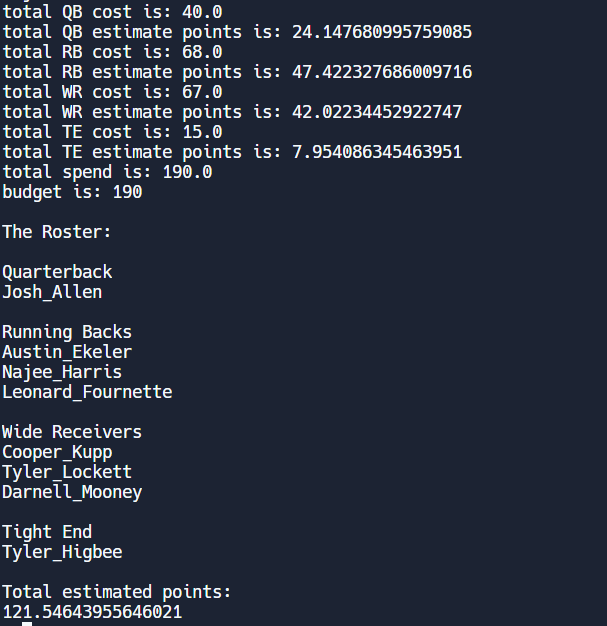 total QB cost is: 40.0
total QB estimate points is: 24.147680995759085
total RB cost is: 68.0
total RB estimate points is: 47.422327686009716
total WR cost is: 67.0
total WR estimate points is: 42.02234452922747
total TE cost is: 15.0
total TE estimate points is: 7.954086345463951
total spend is: 190.0
budget is: 190
The Roster:
Quarterback
Josh_Allen
Running Backs
Austin_Ekeler
Najee_Harris
Leonard_Fournette
Wide Receivers
Cooper_Kupp
Tyler_Lockett
Darnell_Mooney
Tight End
Tyler_Higbee
Total estimated points:
121.54643955646021